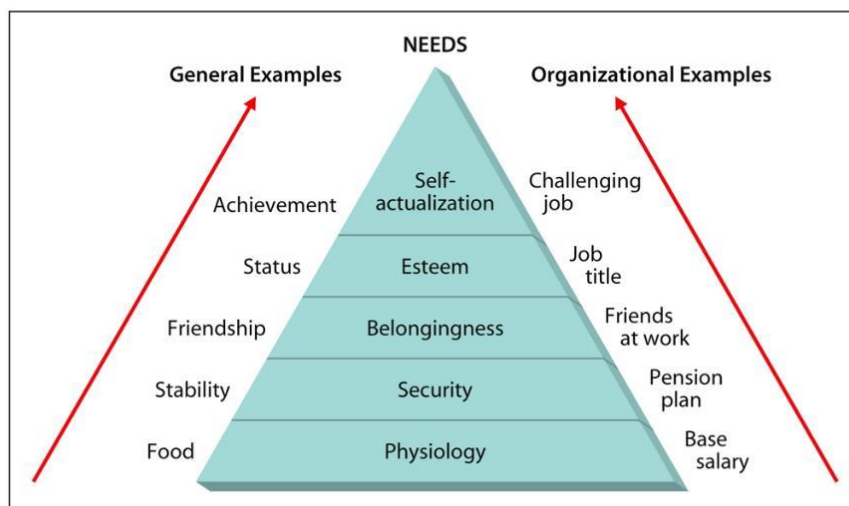 NEEDS
General Examples
Organizational Examples
Achievement
Self-
actualization
Challenging
job
Status
Esteem
Job
title
Friendship
Belongingness
Friends
at work
Stability
Security
Pension
plan
Food
Physiology
Base
salary